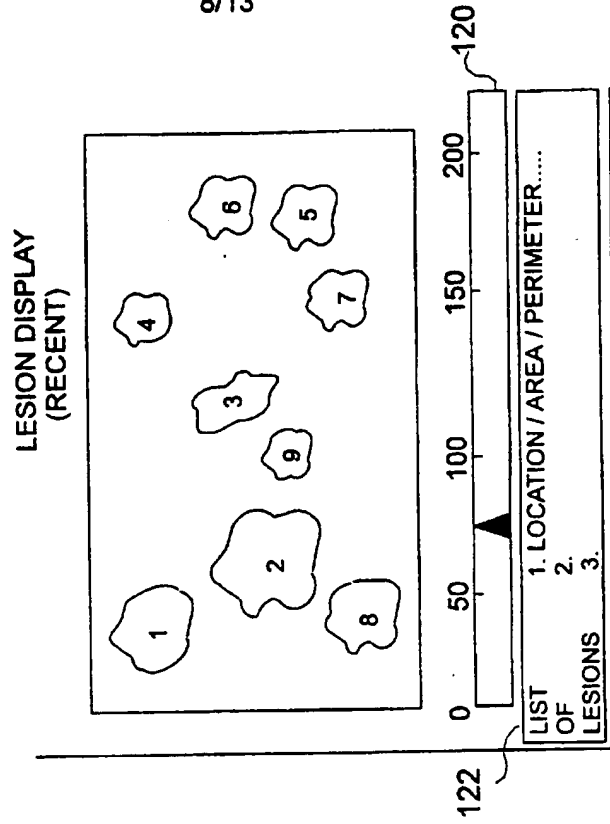 6/13
LESION DISPLAY
(RECENT)
1
2
3
4
5
6
7
8
9
0 50 100 150 200
120
122
LIST OF LESIONS
1. LOCATION / AREA / PERIMETER.....
2.
3.